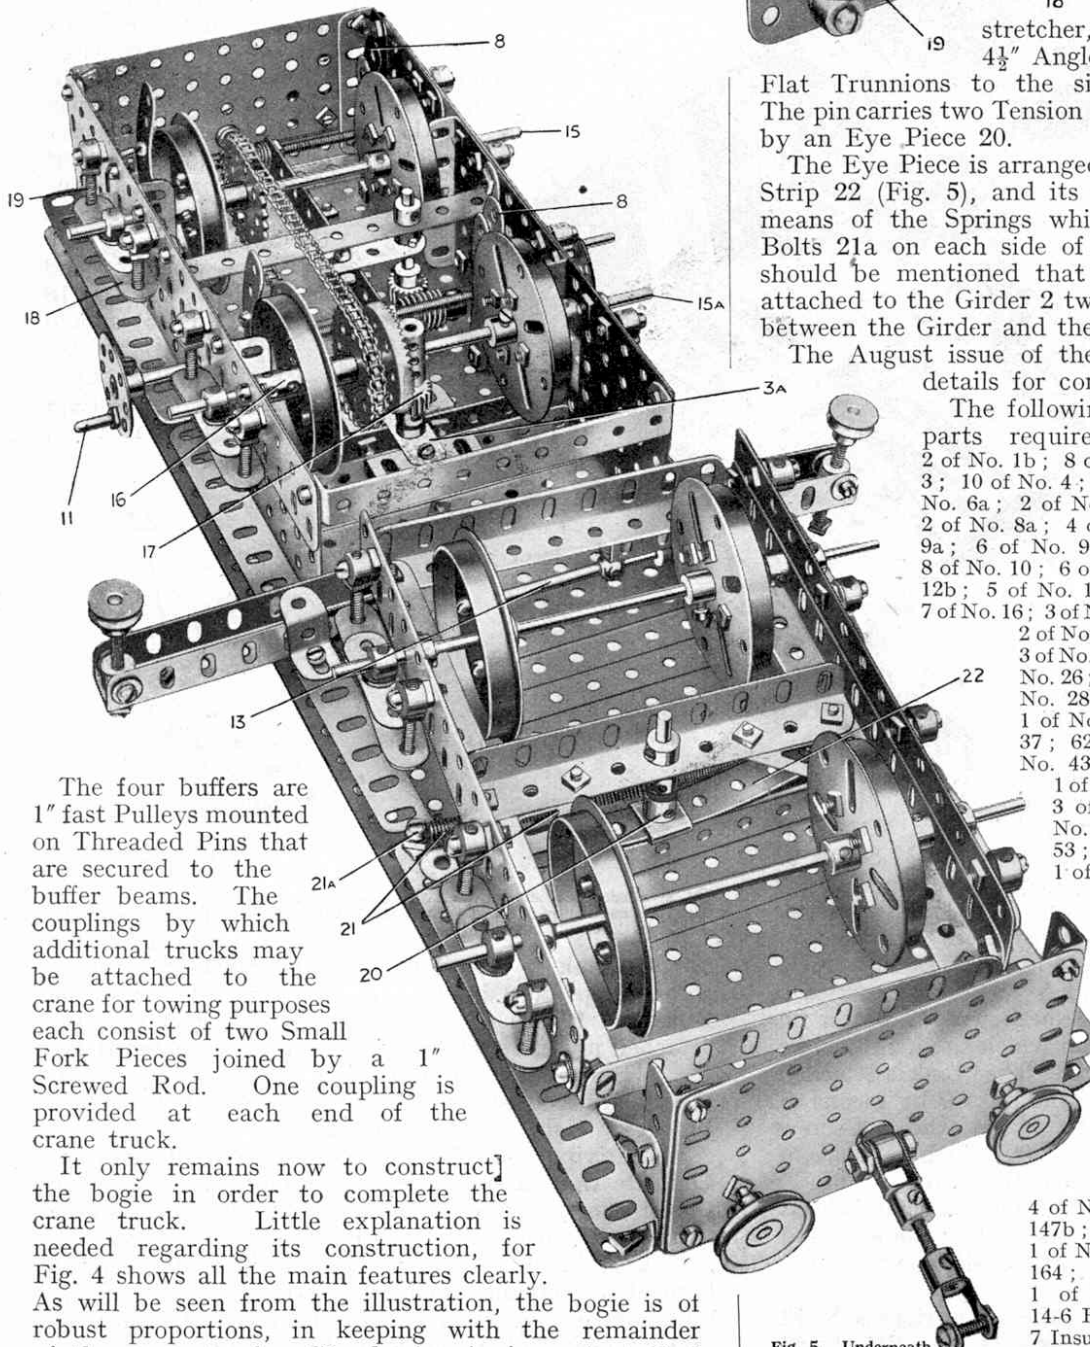 8
15
19
8
18
15A
3A
11
16
17
13
22
21A
21
20
The four buffers are
1″ fast Pulleys mounted
on Threaded Pins that
are secured to the
buffer beams. The
couplings by which
additional trucks may
be attached to the
crane for towing purposes
each consist of two Small
Fork Pieces joined by a 1″
Screwed Rod. One coupling is
provided at each end of the
crane truck.
It only remains now to construct]
the bogie in order to complete the
crane truck. Little explanation is
needed regarding its construction, for
Fig. 4 shows all the main features clearly.
As will be seen from the illustration, the bogie is of
robust proportions, in keeping with the remainder
18
19
stretcher,
4½″ Angle
Flat Trunnions to the si
The pin carries two Tension
by an Eye Piece 20.
The Eye Piece is arranged
Strip 22 (Fig. 5), and its
means of the Springs whi
Bolts 21a on each side of
should be mentioned that
attached to the Girder 2 tw
between the Girder and the
The August issue of the
details for con
The followin
parts require
2 of No. 1b; 8 o
3; 10 of No. 4;
No. 6a; 2 of No
2 of No. 8a; 4 o
9a; 6 of No. 9
8 of No. 10; 6 of
12b; 5 of No. 1
7 of No. 16; 3 of N
2 of No.
3 of No.
No. 26;
No. 28
1 of No
37; 62
No. 43
1 of
3 o
No.
53;
1 of
4 of N
147b;
1 of N
164;
1 of
14-6 B
7 Insu
Fig. 5. Underneath